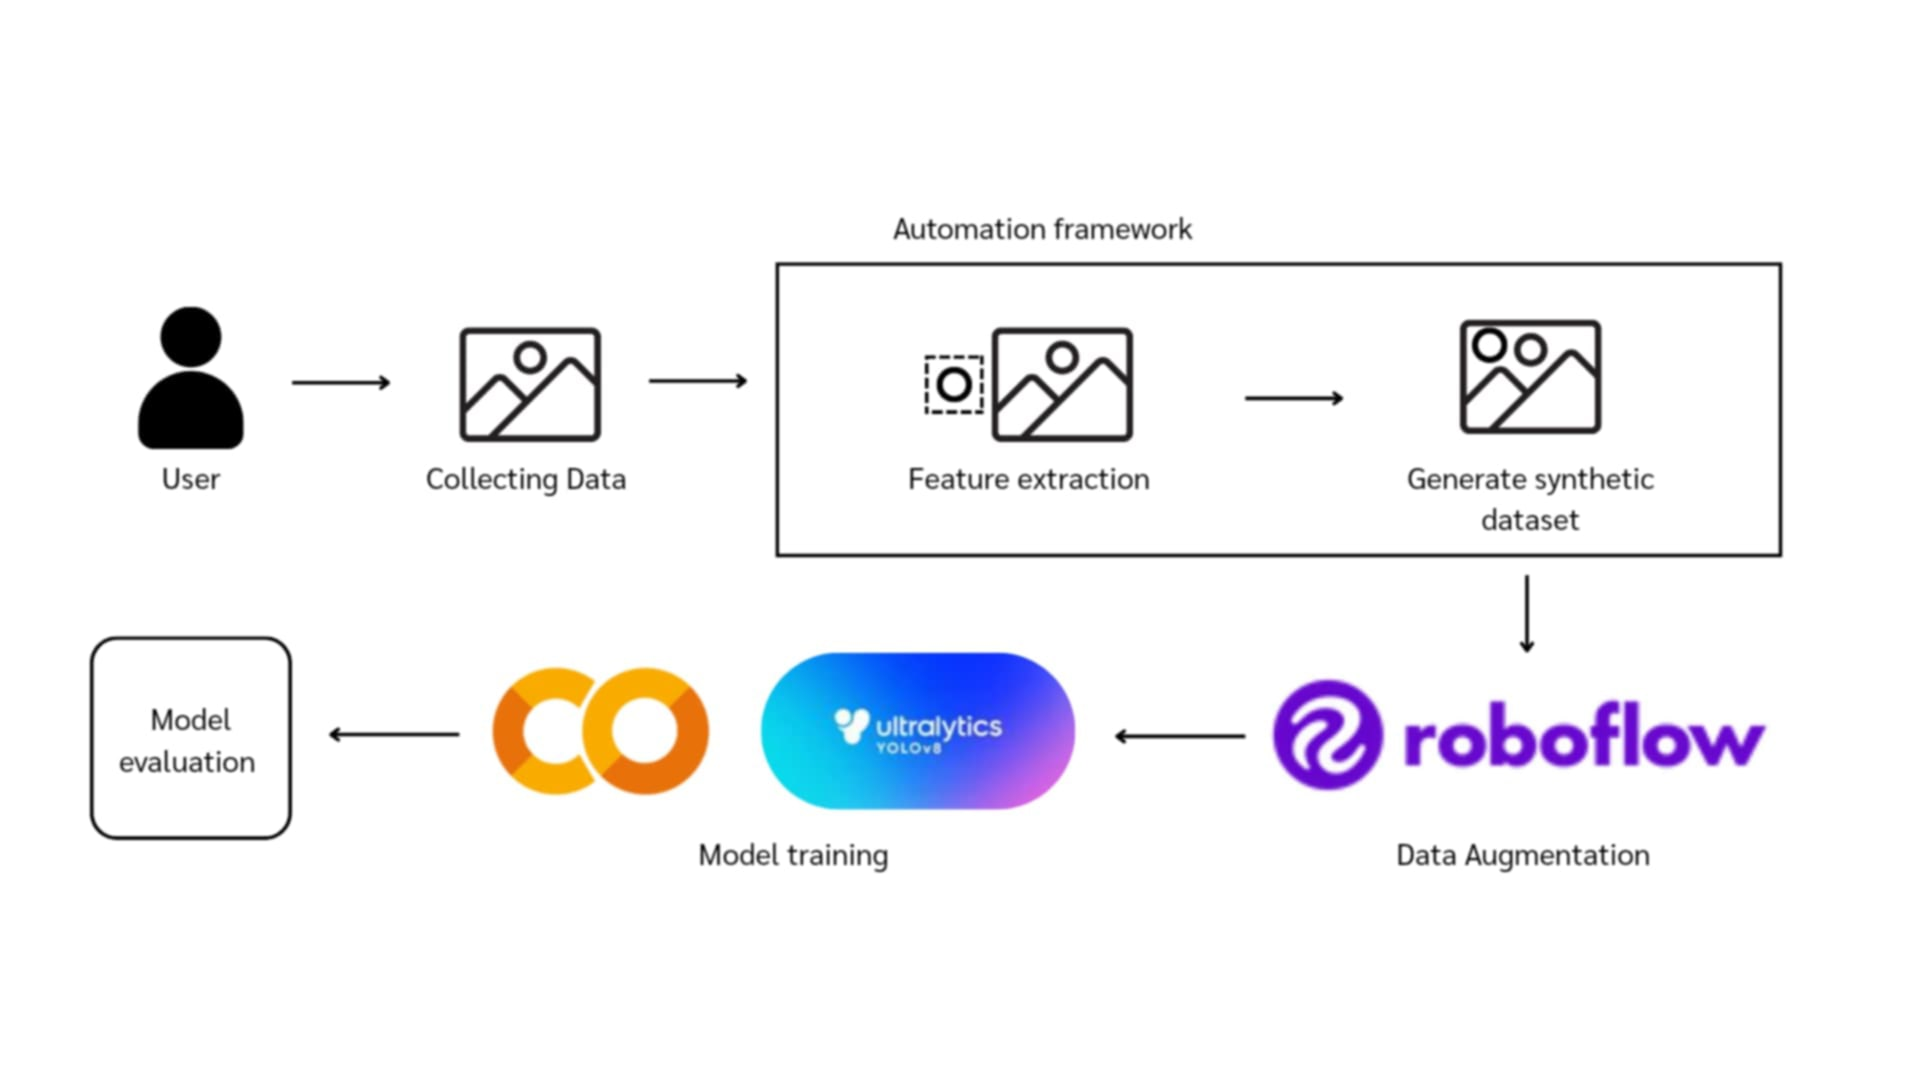 Automation framework
User
Collecting Data
Feature extraction
Generate synthetic
dataset
Model
evaluation
ultralytics
YOLOv8
roboflow
Model training
Data Augmentation